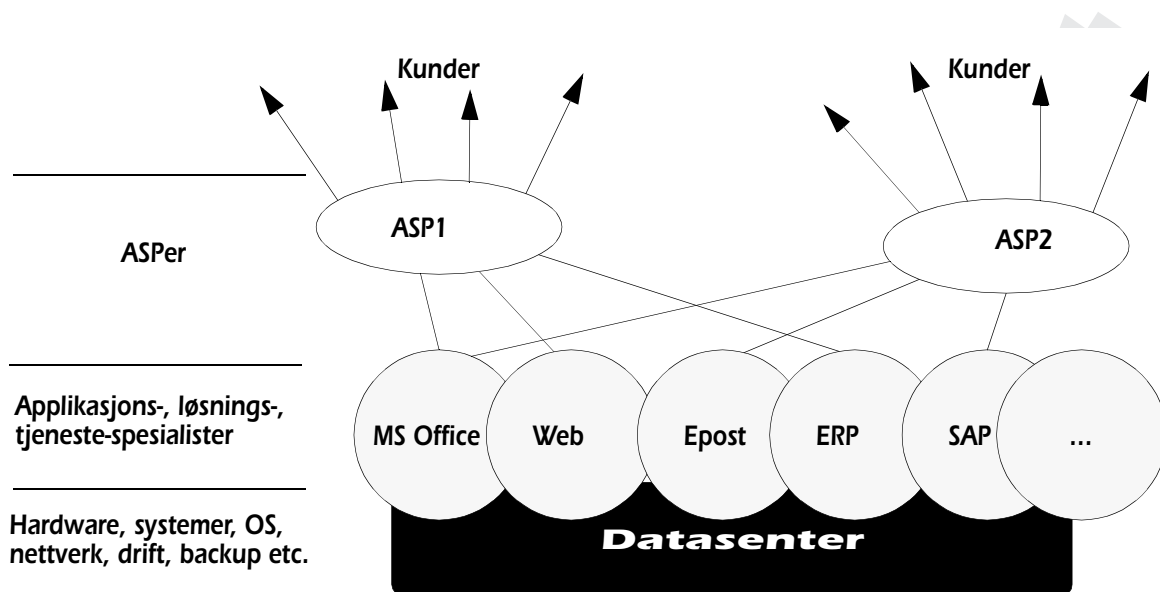 Kunder
Kunder
ASP1
ASP2
ASPer
Applikasjons-, løsnings-,
tjeneste-spesialister
MS Office
Web
Epost
ERP
SAP
...
Hardware, systemer, OS,
nettverk, drift, backup etc.
Datasenter